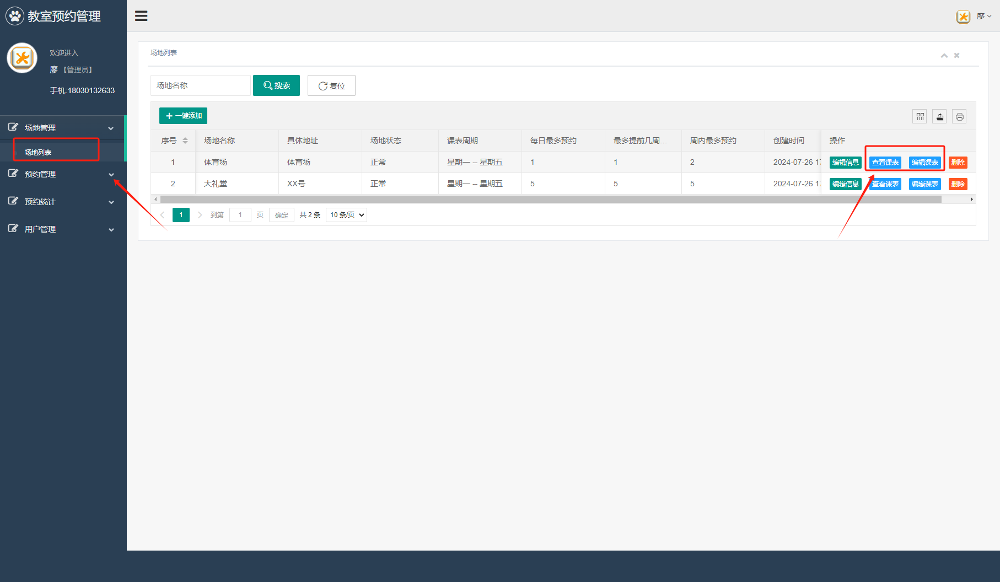 教室预约管理
廖
欢迎进入
廖 【管理员】
手机:18030132633
场地管理
场地列表
预约管理
预约统计
用户管理
场地列表
场地名称 搜索 复位
一键添加
序号 场地名称 具体地址 场地状态 课表周期 每日最多预约 最多提前几周... 周内最多预约 创建时间 操作
1 体育场 体育场 正常 星期一 -- 星期五 1 1 2 2024-07-26 17 编辑信息 查看课表 编辑课表 删除
2 大礼堂 XX号 正常 星期一 -- 星期五 5 5 5 2024-07-26 17 编辑信息 查看课表 编辑课表 删除
1 到第 1 页 确定 共 2 条 10 条/页